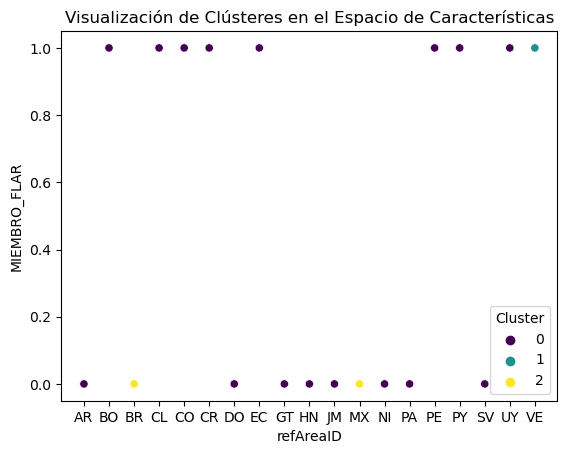 Visualización de Clústeres en el Espacio de Características
MIEMBRO_FLAR
1.0
0.8
0.6
0.4
0.2
0.0
Cluster
0
1
2
AR BO BR CL CO CR DO EC GT HN JM MX NI PA PE PY SV UY VE
refAreaID